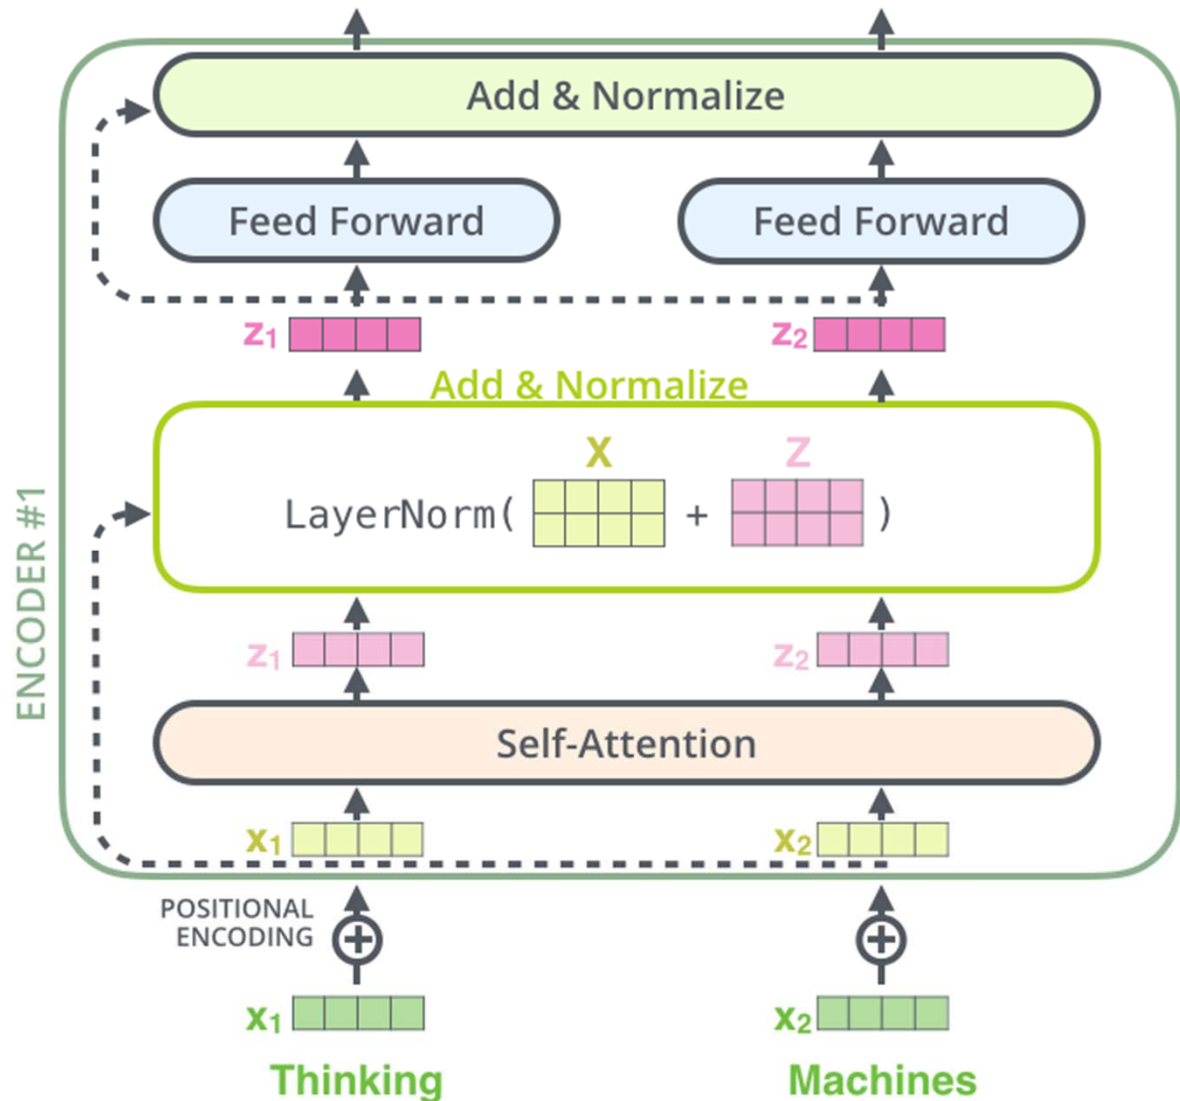 Add & Normalize
Feed Forward
Feed Forward
z1
z2
Add & Normalize
X
Z
LayerNorm(
+
)
ENCODER #1
z1
z2
Self-Attention
x1
x2
POSITIONAL
ENCODING
x1
x2
Thinking
Machines